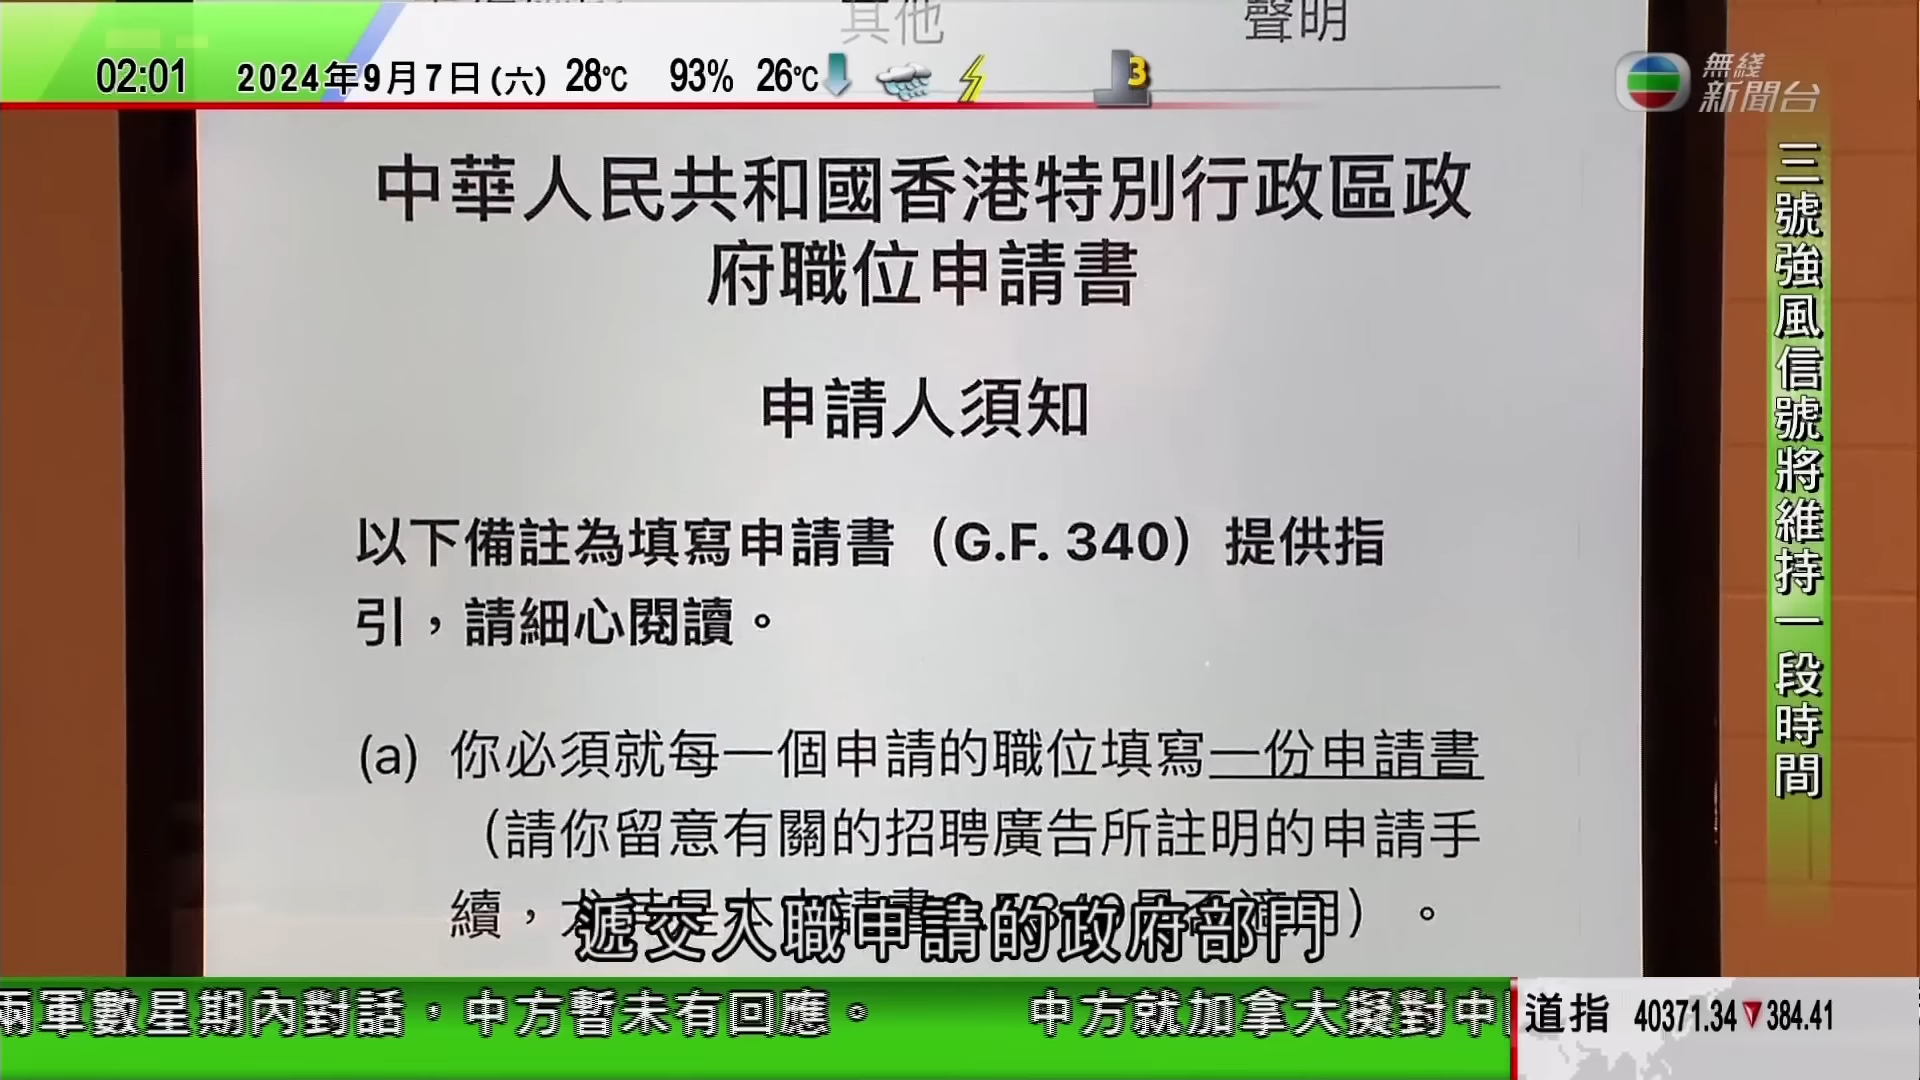 其他
聲明
02:01 2024年9月7日(六) 28℃ 93% 26℃ 3
無綫
新聞台
中華人民共和國香港特別行政區政
府職位申請書
申請人須知
以下備註為填寫申請書（G.F. 340）提供指
引，請細心閱讀。
(a) 你必須就每一個申請的職位填寫一份申請書
（請你留意有關的招聘廣告所註明的申請手
續，
遞交入職申請的政府部門
三號強風信號將維持一段時間
兩軍數星期內對話，中方暫未有回應。 中方就加拿大擬對中
道指 40371.34 ▼ 384.41